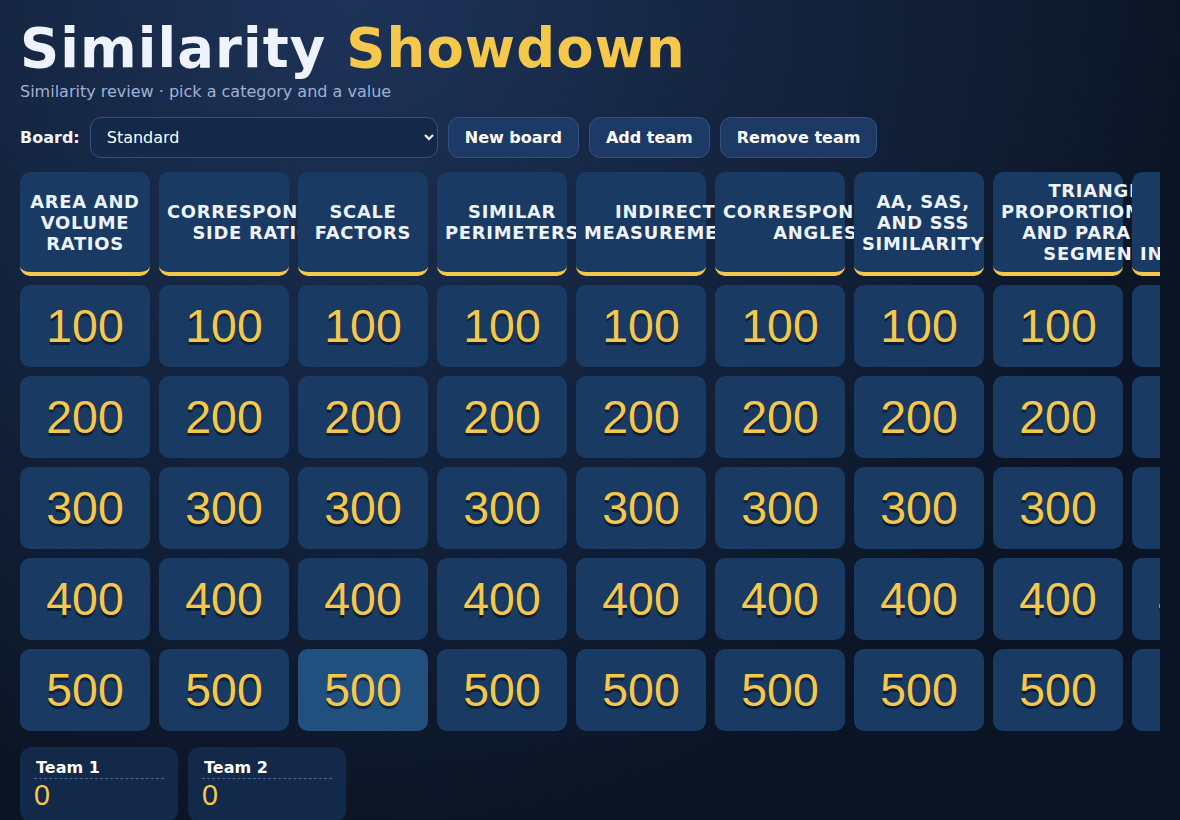 Similarity Showdown
Similarity review · pick a category and a value
Board: Standard New board Add team Remove team
AREA AND
VOLUME
RATIOS
SIDE
SCALE
FACTORS
SIMILAR
PERIMETERS
INDIRECT
ANGLES
AA, SAS,
AND SSS
SIMILARITY
AND
100 100 100 100 100 100 100 100
200 200 200 200 200 200 200 200
300 300 300 300 300 300 300 300
400 400 400 400 400 400 400 400
500 500 500 500 500 500 500 500
Team 1
0
Team 2
0